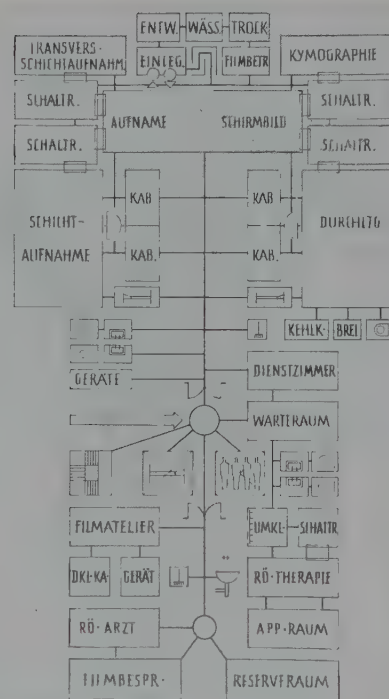 ENTW. WÄSS. TROCK
TRANSVERS- EINLEG. FILMBETR KYMOGRAPHIE
SCHICHTAUFNAHM.
SCHALTR. SCHALTR.
AUFNAME SCHIRMBILD
SCHALTR. SCHALTR.
KAB KAB
SCHICHT- DURCHLTG
AUFNAHME KAB. KAB.
KEHLK- BREI
GERÄTE DIENSTZIMMER
WARTERAUM
FILMATELIER UMKL- SCHALTR
DKL-KA- GERÄT RÖ-THERAPIE
RÖ-ARZT APP-RAUM
FILMBESPR- RESERVERAUM